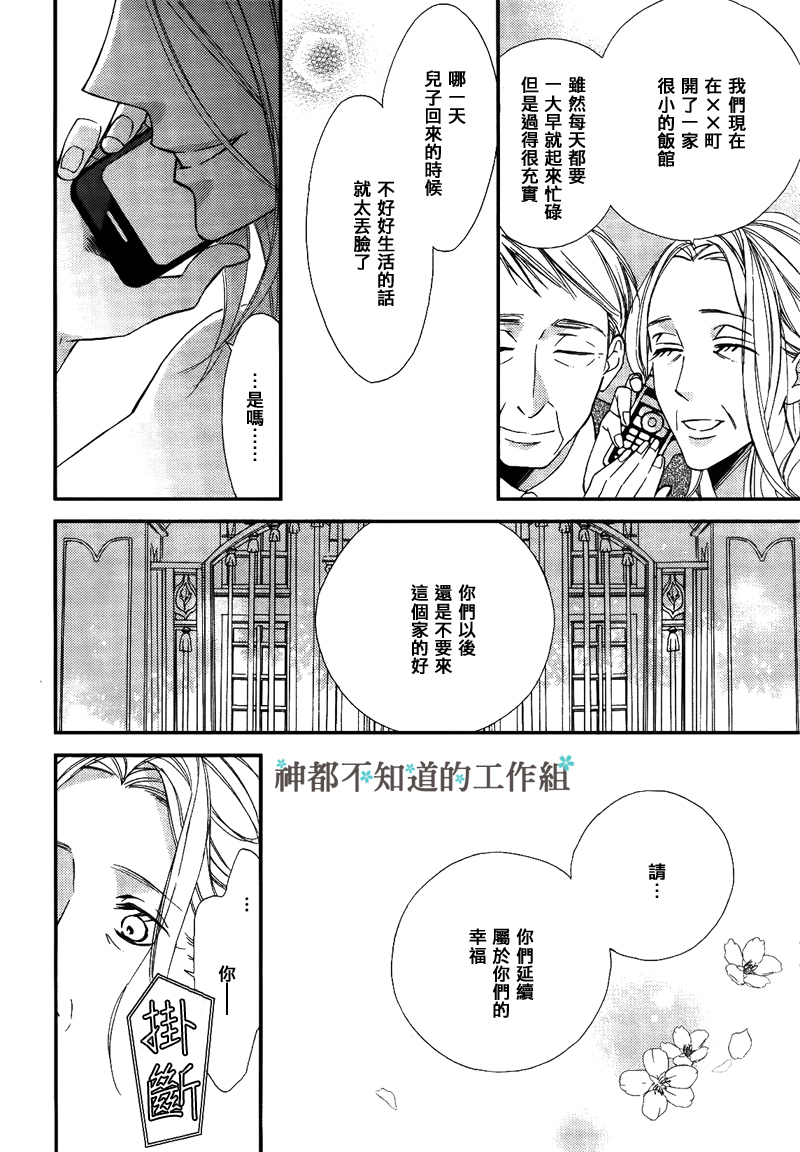 我們現在
在××町
開了一家
很小的飯館
雖然每天都要
一大早就起來忙碌
但是過得很充實
哪一天
兒子回來的時候
不好好生活的話
就太丟臉了
…是嗎……
你們以後
還是不要來
這個家的好
神都不知道的工作組
請…
你們延續
屬於你們的
幸福
…
你——
掛斷